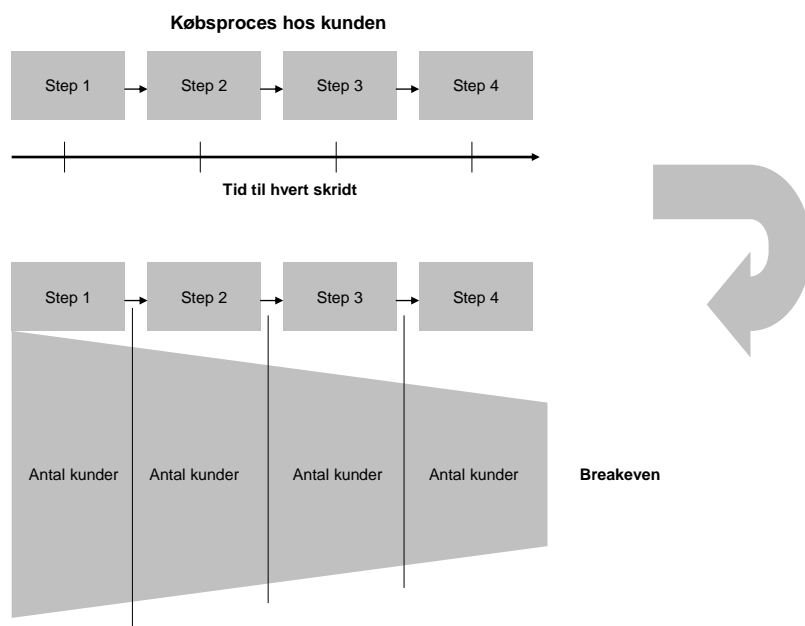 Købsproces hos kunden
Step 1 Step 2 Step 3 Step 4
Tid til hvert skridt
Step 1 Step 2 Step 3 Step 4
Antal kunder Antal kunder Antal kunder Antal kunder Breakeven